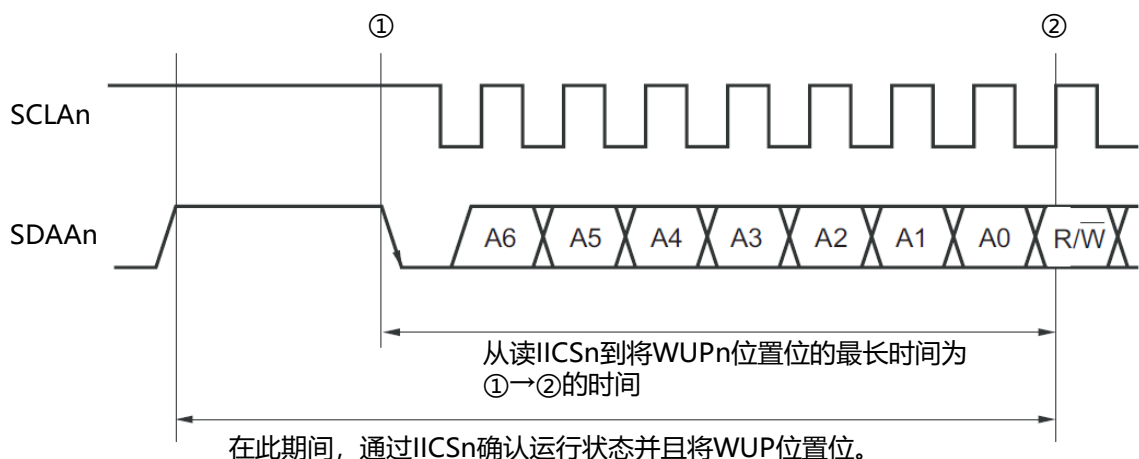 ① ②
SCLAn
SDAAn
A6 A5 A4 A3 A2 A1 A0 R/W̅
从读IICSn到将WUPn位置位的最长时间为
①→②的时间
在此期间，通过IICSn确认运行状态并且将WUP位置位。